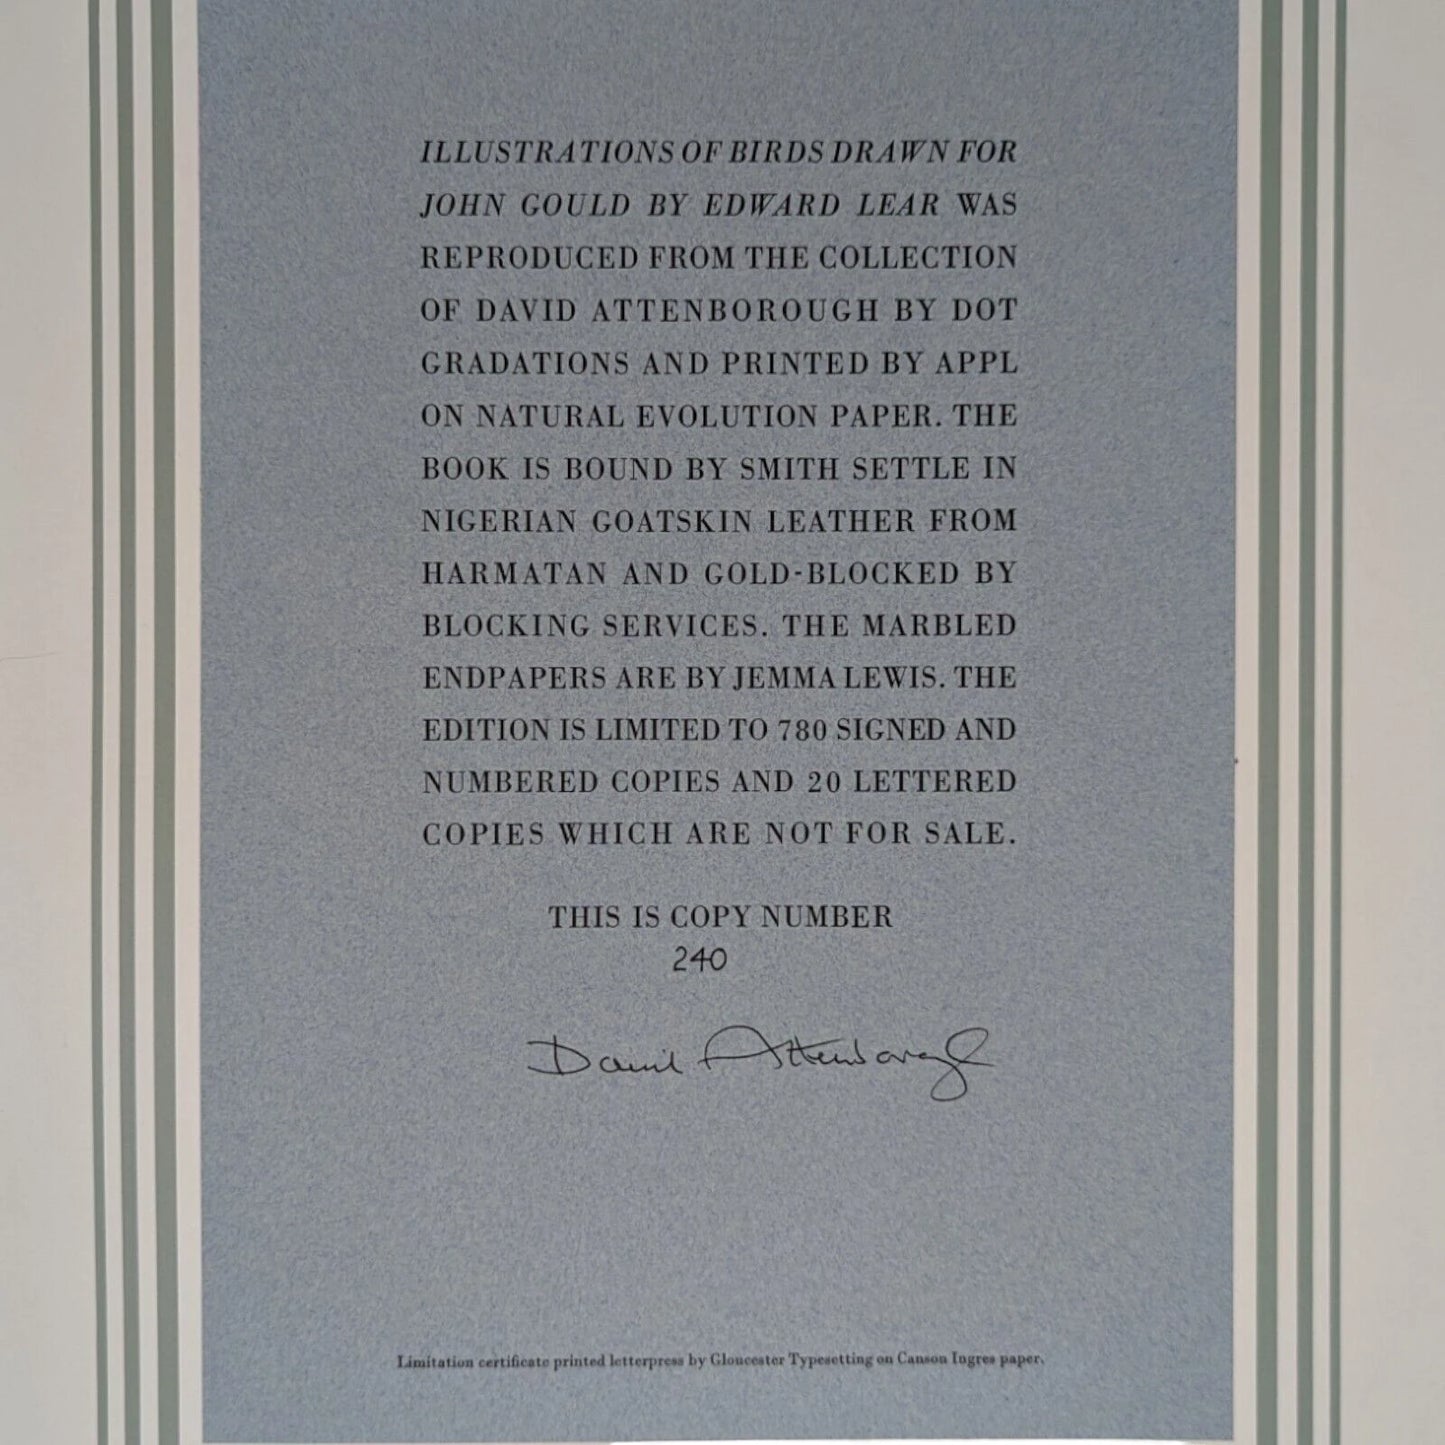 ILLUSTRATIONS OF BIRDS DRAWN FOR
JOHN GOULD BY EDWARD LEAR WAS
REPRODUCED FROM THE COLLECTION
OF DAVID ATTENBOROUGH BY DOT
GRADATIONS AND PRINTED BY APPL
ON NATURAL EVOLUTION PAPER. THE
BOOK IS BOUND BY SMITH SETTLE IN
NIGERIAN GOATSKIN LEATHER FROM
HARMATAN AND GOLD-BLOCKED BY
BLOCKING SERVICES. THE MARBLED
ENDPAPERS ARE BY JEMMA LEWIS. THE
EDITION IS LIMITED TO 780 SIGNED AND
NUMBERED COPIES AND 20 LETTERED
COPIES WHICH ARE NOT FOR SALE.
THIS IS COPY NUMBER
240
David Attenborough
Limitation certificate printed letterpress by Gloucester Typesetting on Canson Ingres paper.